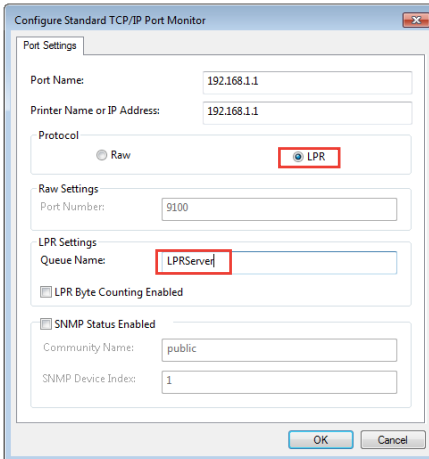 Configure Standard TCP/IP Port Monitor
Port Settings
Port Name: 192.168.1.1
Printer Name or IP Address: 192.168.1.1
Protocol
Raw LPR
Raw Settings
Port Number: 9100
LPR Settings
Queue Name: LPRServer
LPR Byte Counting Enabled
SNMP Status Enabled
Community Name: public
SNMP Device Index: 1
OK Cancel